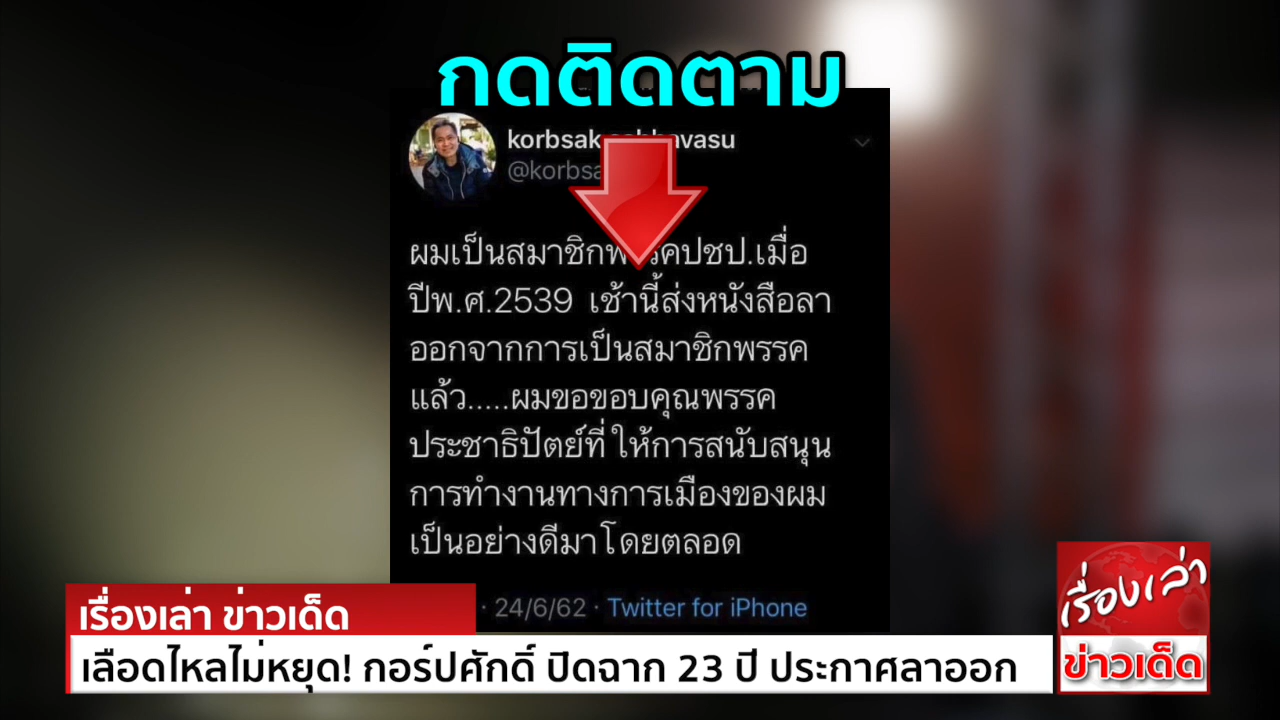 กดติดตาม
korbsak sabhavasu
@korbsa
ผมเป็นสมาชิกพรรคปชป.เมื่อ
ปีพ.ศ.2539 เช้านี้ส่งหนังสือลา
ออกจากการเป็นสมาชิกพรรค
แล้ว.....ผมขอขอบคุณพรรค
ประชาธิปัตย์ที่ ให้การสนับสนุน
การทำงานทางการเมืองของผม
เป็นอย่างดีมาโดยตลอด
· 24/6/62 · Twitter for iPhone
เรื่องเล่า ข่าวเด็ด
เลือดไหลไม่หยุด! กอร์ปศักดิ์ ปิดฉาก 23 ปี ประกาศลาออก
เรื่องเล่า
ข่าวเด็ด